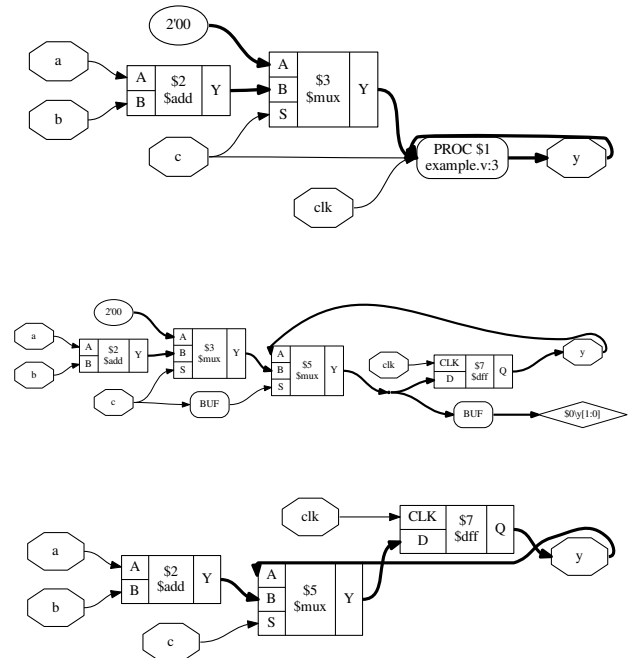 2'00
a
A
$2
$add
Y
B
b
A
$3
$mux
Y
B
S
c
PROC $1
example.v:3
y
clk
2'00
a
A
$2
$add
Y
B
b
A
$3
$mux
Y
B
S
c
BUF
A
$5
$mux
Y
B
S
clk
CLK
$7
$dff
Q
D
y
BUF
$0\y[1:0]
clk
CLK
$7
$dff
Q
D
y
a
A
$2
$add
Y
B
b
A
$5
$mux
Y
B
S
c